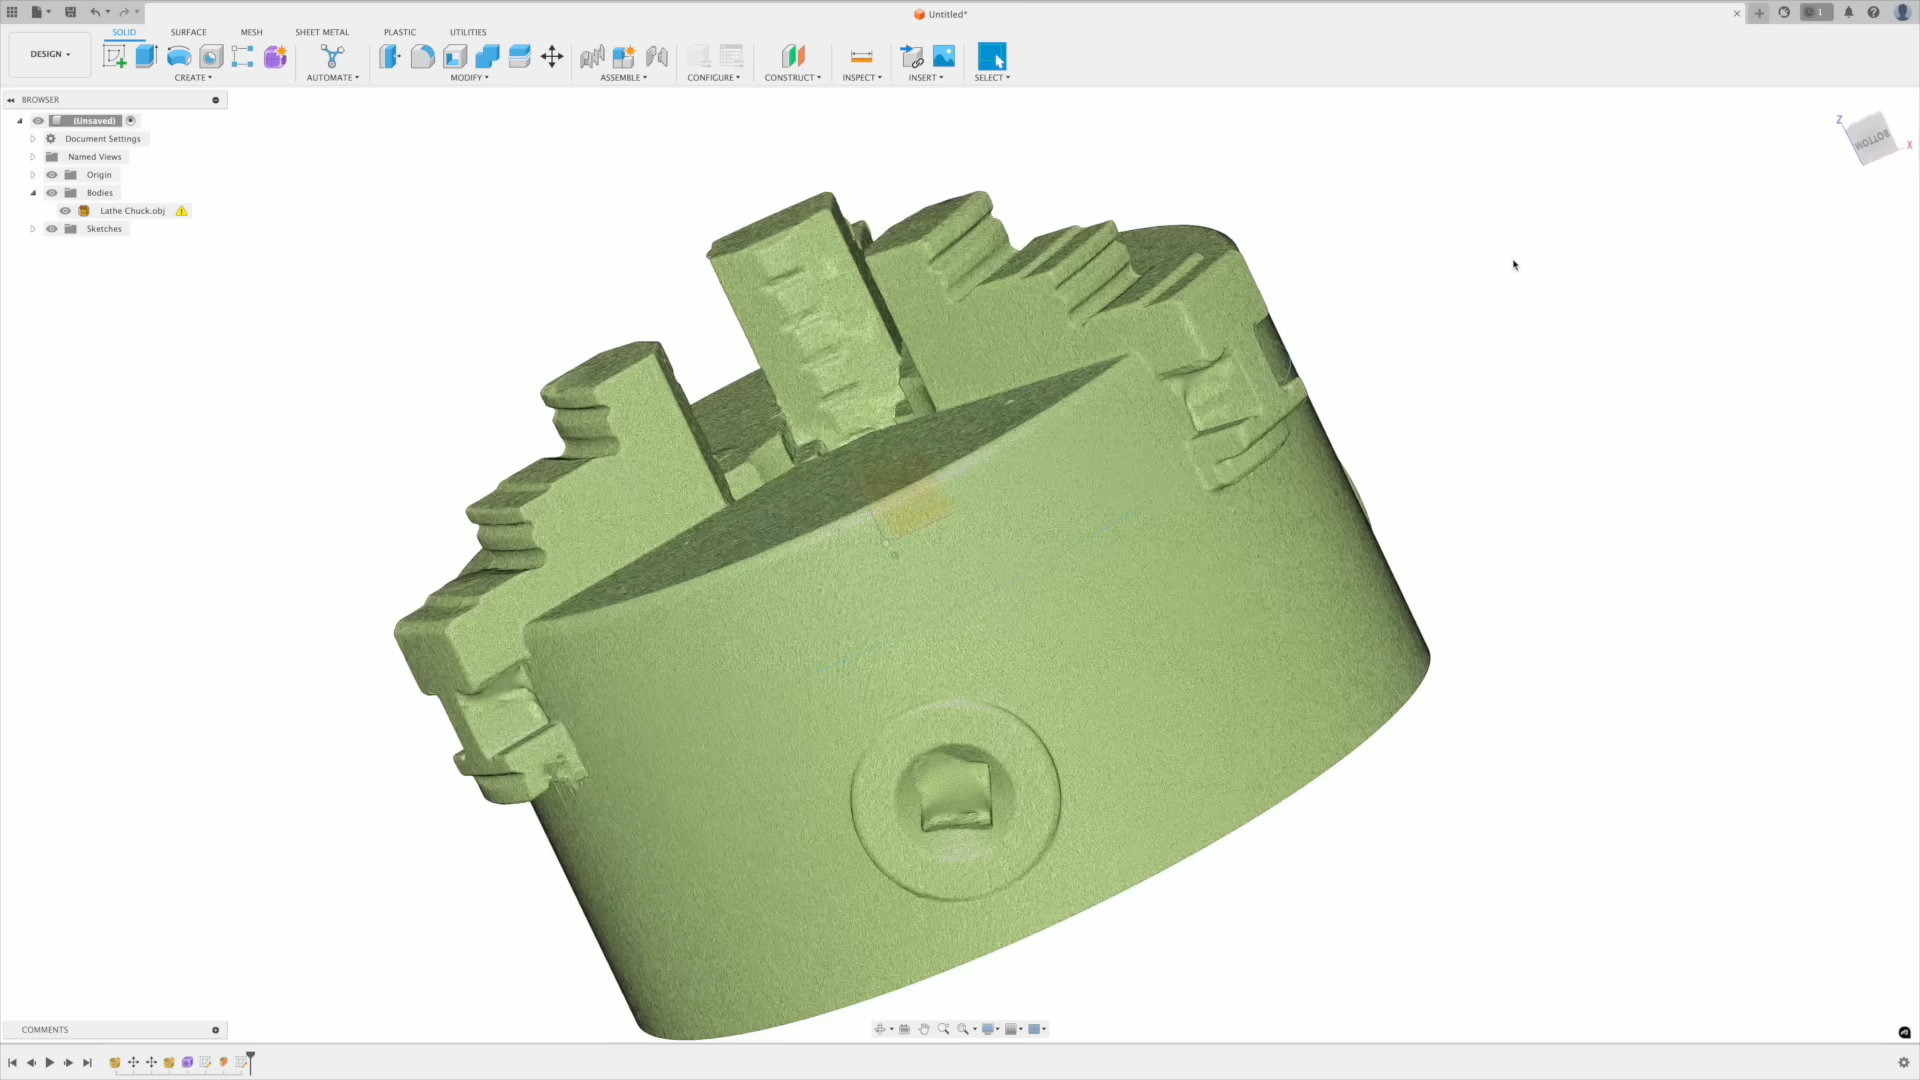 Untitled*
1
DESIGN
SOLID
SURFACE
MESH
SHEET METAL
PLASTIC
UTILITIES
CREATE
AUTOMATE
MODIFY
ASSEMBLE
CONFIGURE
CONSTRUCT
INSPECT
INSERT
SELECT
BROWSER
(Unsaved)
Document Settings
Named Views
Origin
Bodies
Lathe Chuck.obj
Sketches
Z
BOTTOM
X
COMMENTS